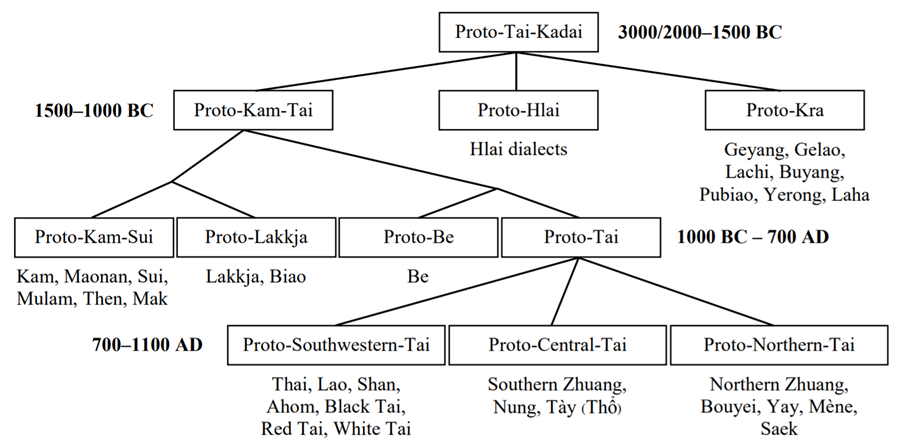 Proto-Tai-Kadai
3000/2000–1500 BC
1500–1000 BC
Proto-Kam-Tai
Proto-Hlai
Proto-Kra
Hlai dialects
Geyang, Gelao,
Lachi, Buyang,
Pubiao, Yerong, Laha
Proto-Kam-Sui
Proto-Lakkja
Proto-Be
Proto-Tai
1000 BC – 700 AD
Kam, Maonan, Sui,
Mulam, Then, Mak
Lakkja, Biao
Be
700–1100 AD
Proto-Southwestern-Tai
Proto-Central-Tai
Proto-Northern-Tai
Thai, Lao, Shan,
Ahom, Black Tai,
Red Tai, White Tai
Southern Zhuang,
Nung, Tày (Thổ)
Northern Zhuang,
Bouyei, Yay, Mène,
Saek